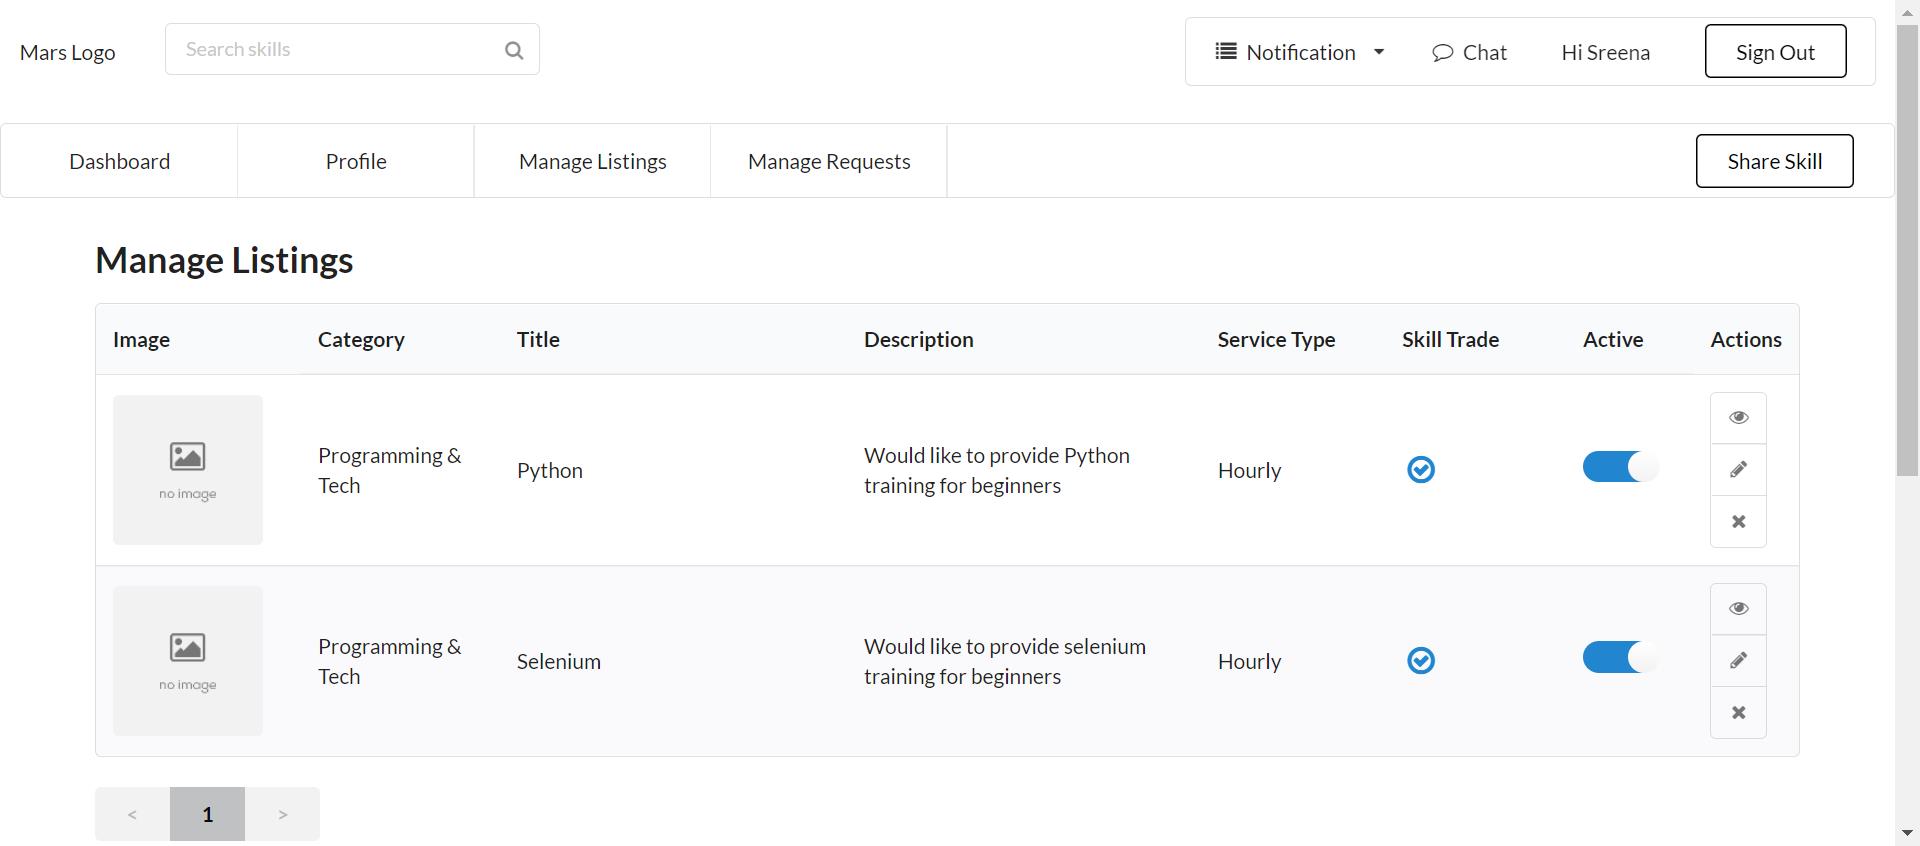 Mars Logo
Search skills
Notification
Chat
Hi Sreena
Sign Out
Dashboard
Profile
Manage Listings
Manage Requests
Share Skill
Manage Listings
Image
Category
Title
Description
Service Type
Skill Trade
Active
Actions
no image
Programming &
Tech
Python
Would like to provide Python
training for beginners
Hourly
no image
Programming &
Tech
Selenium
Would like to provide selenium
training for beginners
Hourly
<
1
>